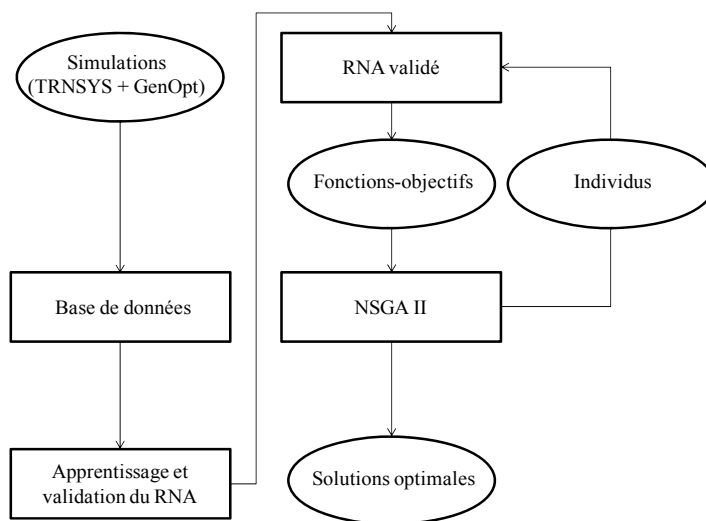 Simulations
(TRNSYS + GenOpt)
Base de données
Apprentissage et
validation du RNA
RNA validé
Fonctions-objectifs
Individus
NSGA II
Solutions optimales